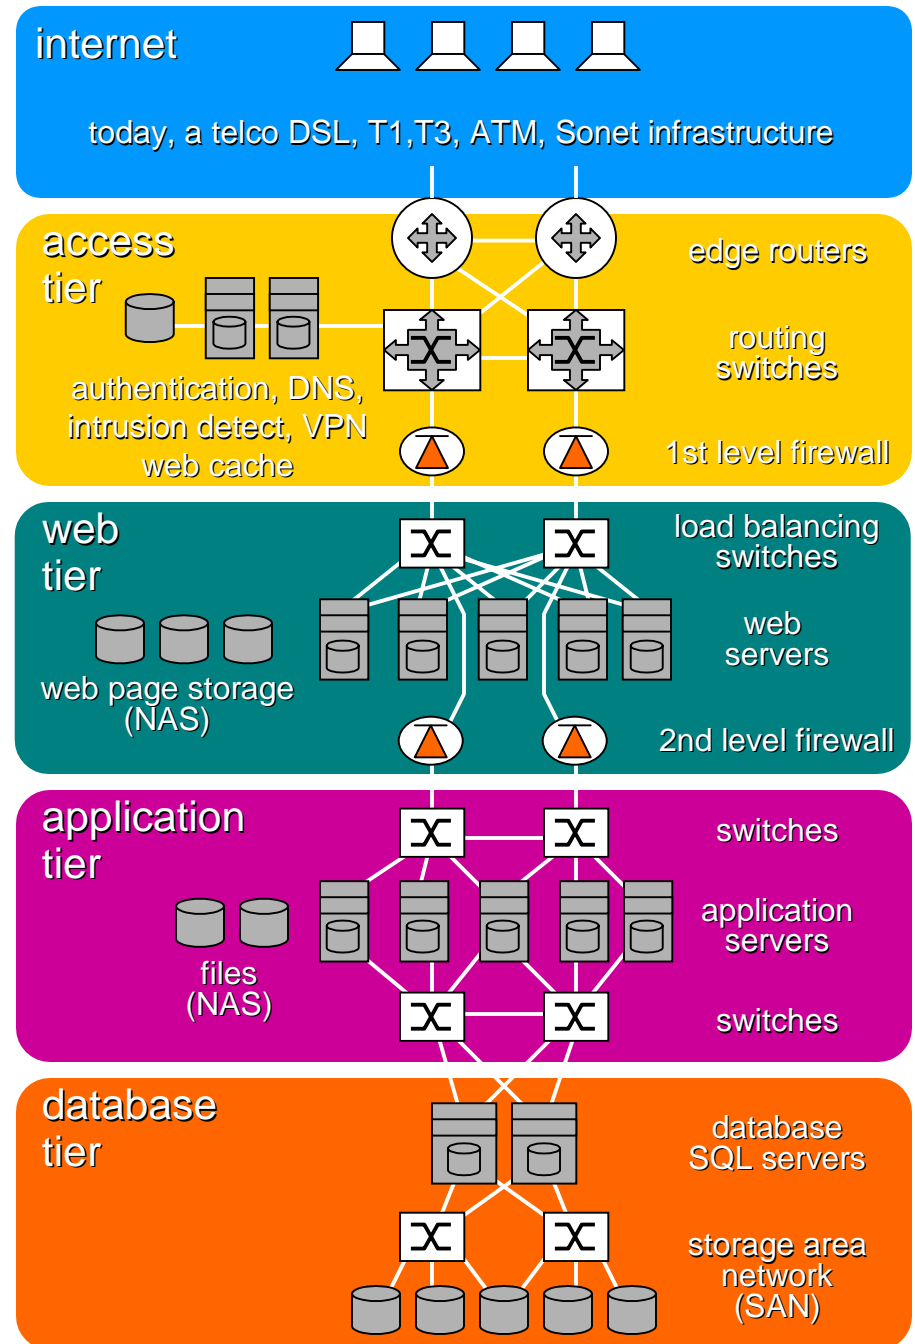 internet
today, a telco DSL, T1,T3, ATM, Sonet infrastructure
access
tier
edge routers
routing
switches
authentication, DNS,
intrusion detect, VPN
web cache
1st level firewall
web
tier
load balancing
switches
web
servers
web page storage
(NAS)
2nd level firewall
application
tier
switches
application
servers
files
(NAS)
switches
database
tier
database
SQL servers
storage area
network
(SAN)